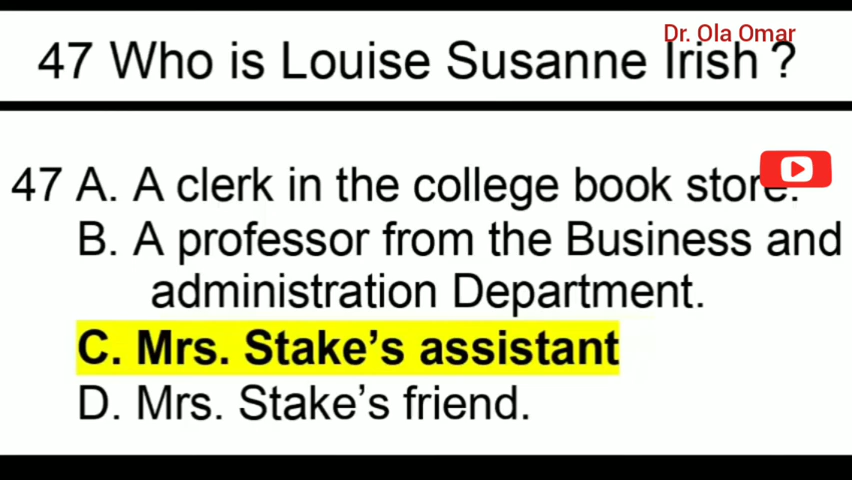 Dr. Ola Omar
47 Who is Louise Susanne Irish ?
47 A. A clerk in the college book store.
B. A professor from the Business and
administration Department.
C. Mrs. Stake's assistant
D. Mrs. Stake's friend.